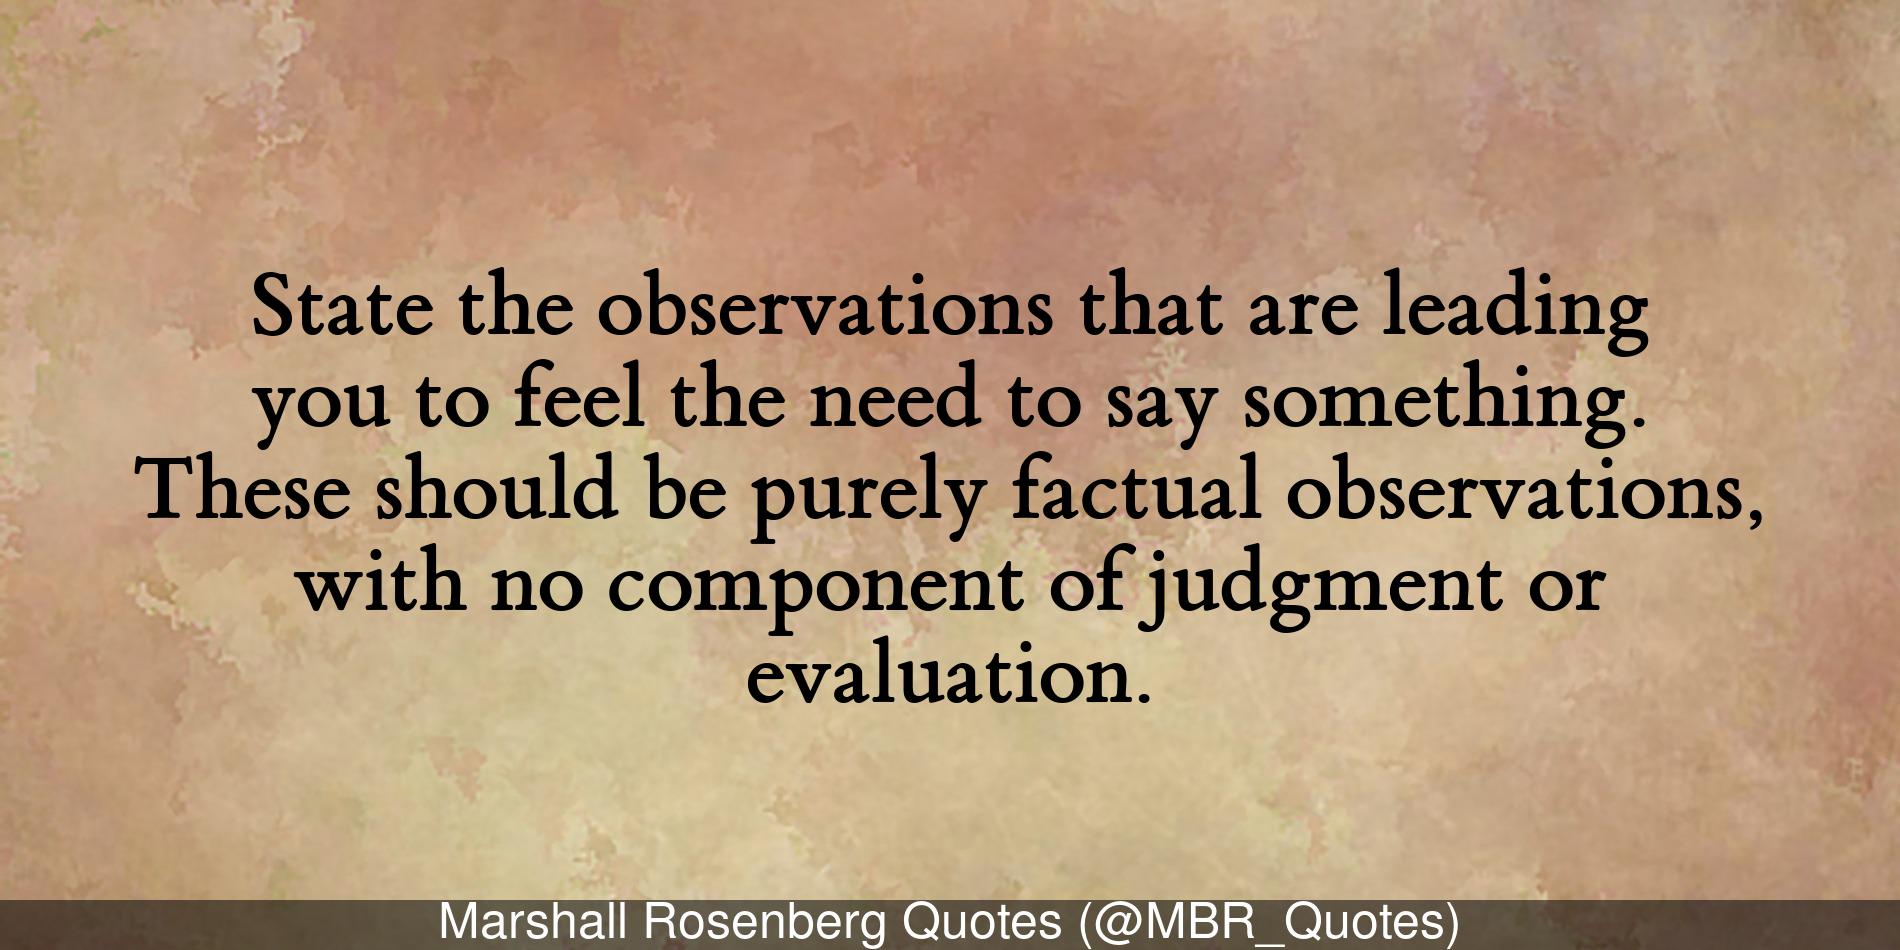 State the observations that are leading
you to feel the need to say something.
These should be purely factual observations,
with no component of judgment or
evaluation.
Marshall Rosenberg Quotes (@MBR_Quotes)